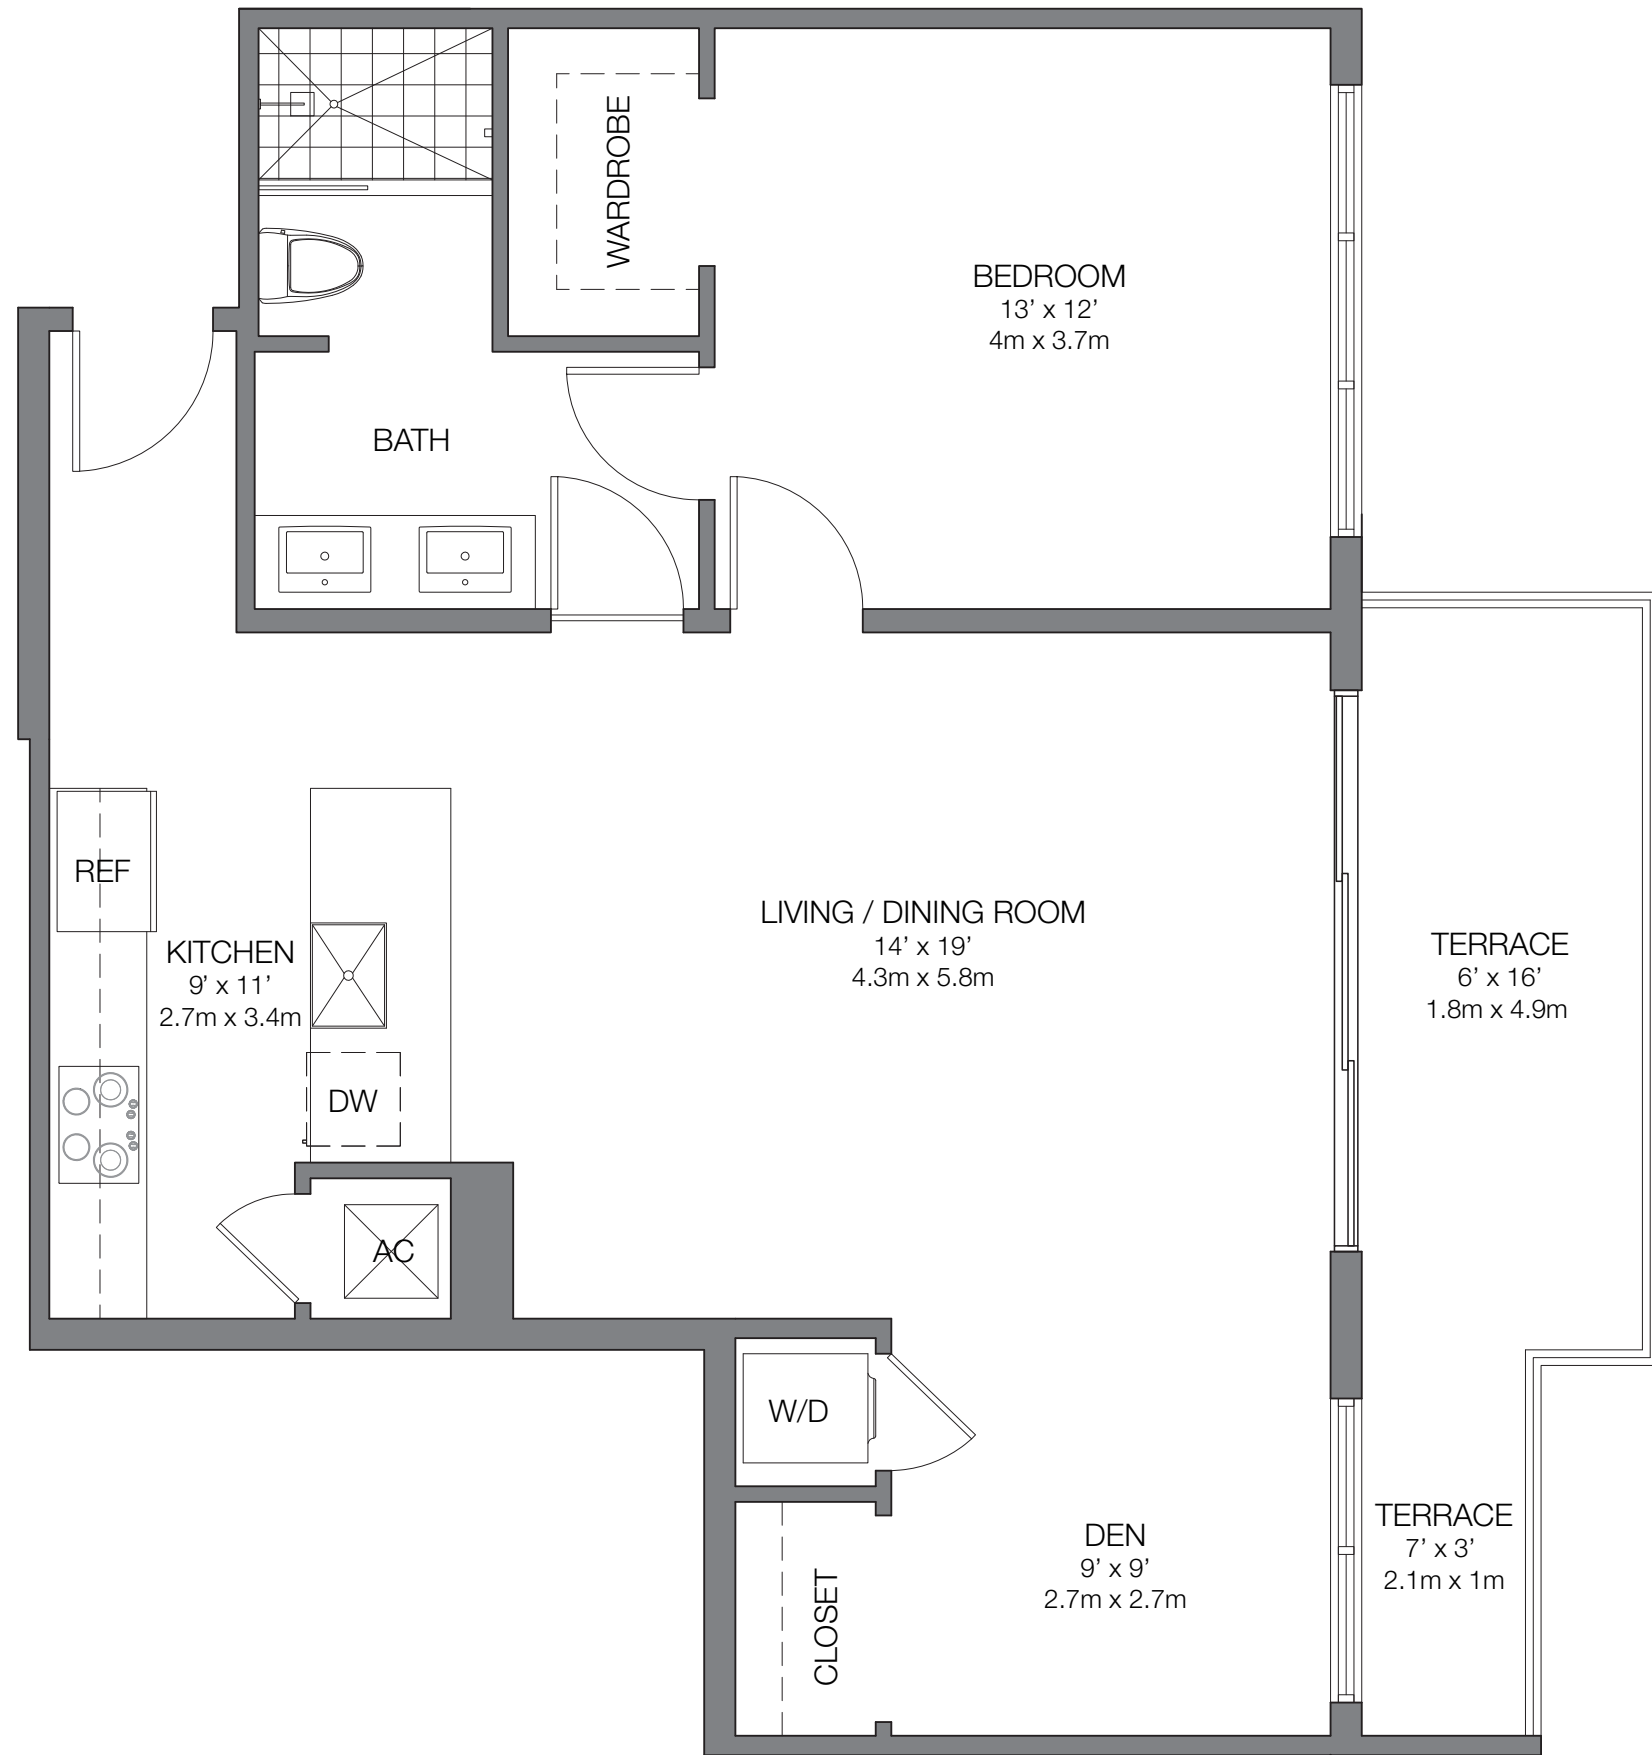 WARDROBE
BEDROOM
13’ x 12’
4m x 3.7m
BATH
REF
KITCHEN
9’ x 11’
2.7m x 3.4m
DW
AC
LIVING / DINING ROOM
14’ x 19’
4.3m x 5.8m
TERRACE
6’ x 16’
1.8m x 4.9m
W/D
CLOSET
DEN
9’ x 9’
2.7m x 2.7m
TERRACE
7’ x 3’
2.1m x 1m